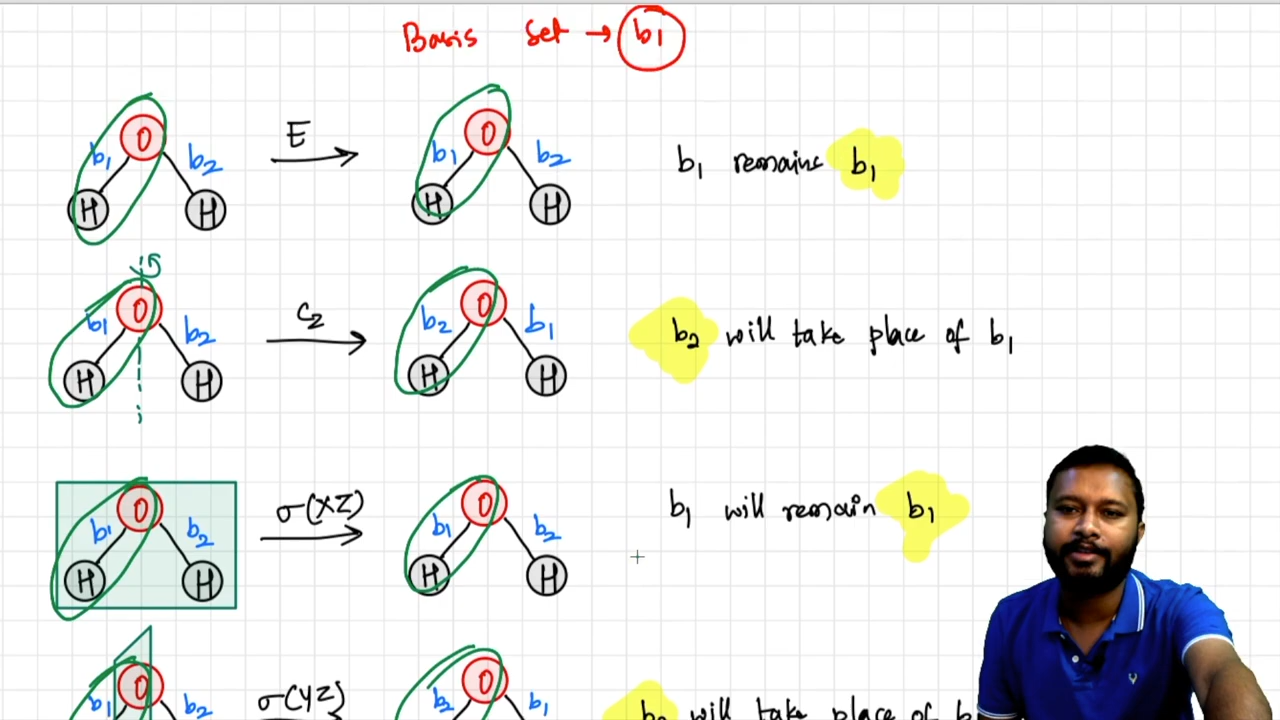 Basis Set → b1
O
b1 b2
H H
E
O
b1 b2
H H
b1 remains b1
O
b1 b2
H H
C2
O
b2 b1
H H
b2 will take place of b1
O
b1 b2
H H
σ(XZ)
O
b1 b2
H H
b1 will remain b1
O
b1 b2
σ(YZ)
O
b2 b1
b2 will take place of